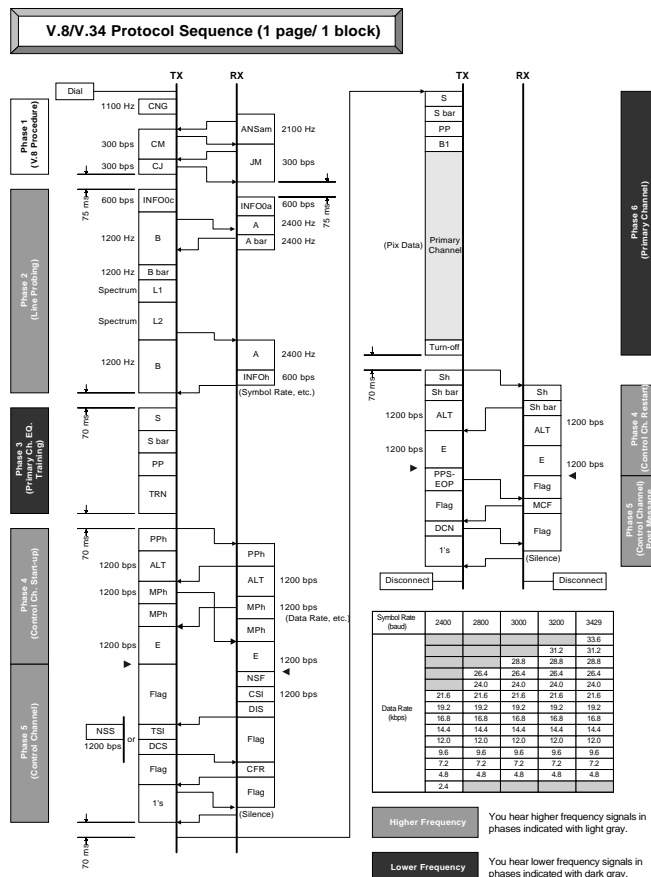 V.8/V.34 Protocol Sequence (1 page/ 1 block)
TX
RX
Dial
Phase 1
(V.8 Procedure)
1100 Hz
CNG
ANSam
2100 Hz
300 bps
CM
JM
300 bps
300 bps
CJ
75 ms
75 ms
Phase 2
(Line Probing)
600 bps
INFO0c
INFO0a
600 bps
A
2400 Hz
1200 Hz
B
A bar
2400 Hz
1200 Hz
B bar
Spectrum
L1
Spectrum
L2
A
2400 Hz
1200 Hz
B
INFOh
600 bps
(Symbol Rate, etc.)
70 ms
Phase 3
(Primary Ch. EQ.
Training)
S
S bar
PP
TRN
70 ms
Phase 4
(Control Ch. Start-up)
PPh
PPh
1200 bps
ALT
ALT
1200 bps
1200 bps
MPh
MPh
1200 bps
(Data Rate, etc.)
MPh
MPh
1200 bps
E
E
1200 bps
Phase 5
(Control Channel)
Flag
NSF
CSI
1200 bps
DIS
NSS
or
1200 bps
TSI
DCS
Flag
Flag
CFR
1's
Flag
(Silence)
70 ms
TX
RX
S
S bar
PP
B1
(Pix Data)
Primary
Channel
Turn-off
Phase 6
(Primary Channel)
70 ms
Sh
Sh
Sh bar
Sh bar
1200 bps
ALT
ALT
1200 bps
1200 bps
E
E
1200 bps
Phase 4
(Control Ch. Restart)
PPS-
EOP
Flag
Flag
MCF
DCN
Flag
1's
(Silence)
Phase 5
(Control Channel)
Post Message
Disconnect
Disconnect
Symbol Rate
(baud)
2400 2800 3000 3200 3429
Data Rate
(kbps)
33.6
31.2 31.2
28.8 28.8 28.8
26.4 26.4 26.4 26.4
24.0 24.0 24.0 24.0
21.6 21.6 21.6 21.6 21.6
19.2 19.2 19.2 19.2 19.2
16.8 16.8 16.8 16.8 16.8
14.4 14.4 14.4 14.4 14.4
12.0 12.0 12.0 12.0 12.0
9.6 9.6 9.6 9.6 9.6
7.2 7.2 7.2 7.2 7.2
4.8 4.8 4.8 4.8 4.8
2.4
Higher Frequency
You hear higher frequency signals in
phases indicated with light gray.
Lower Frequency
You hear lower frequency signals in
phases indicated with dark gray.